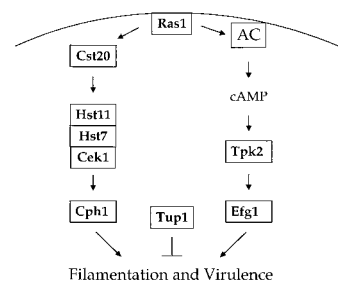 Ras1
AC
Cst20
cAMP
Hst11
Hst7
Cek1
Tpk2
Cph1
Tup1
Efg1
Filamentation and Virulence